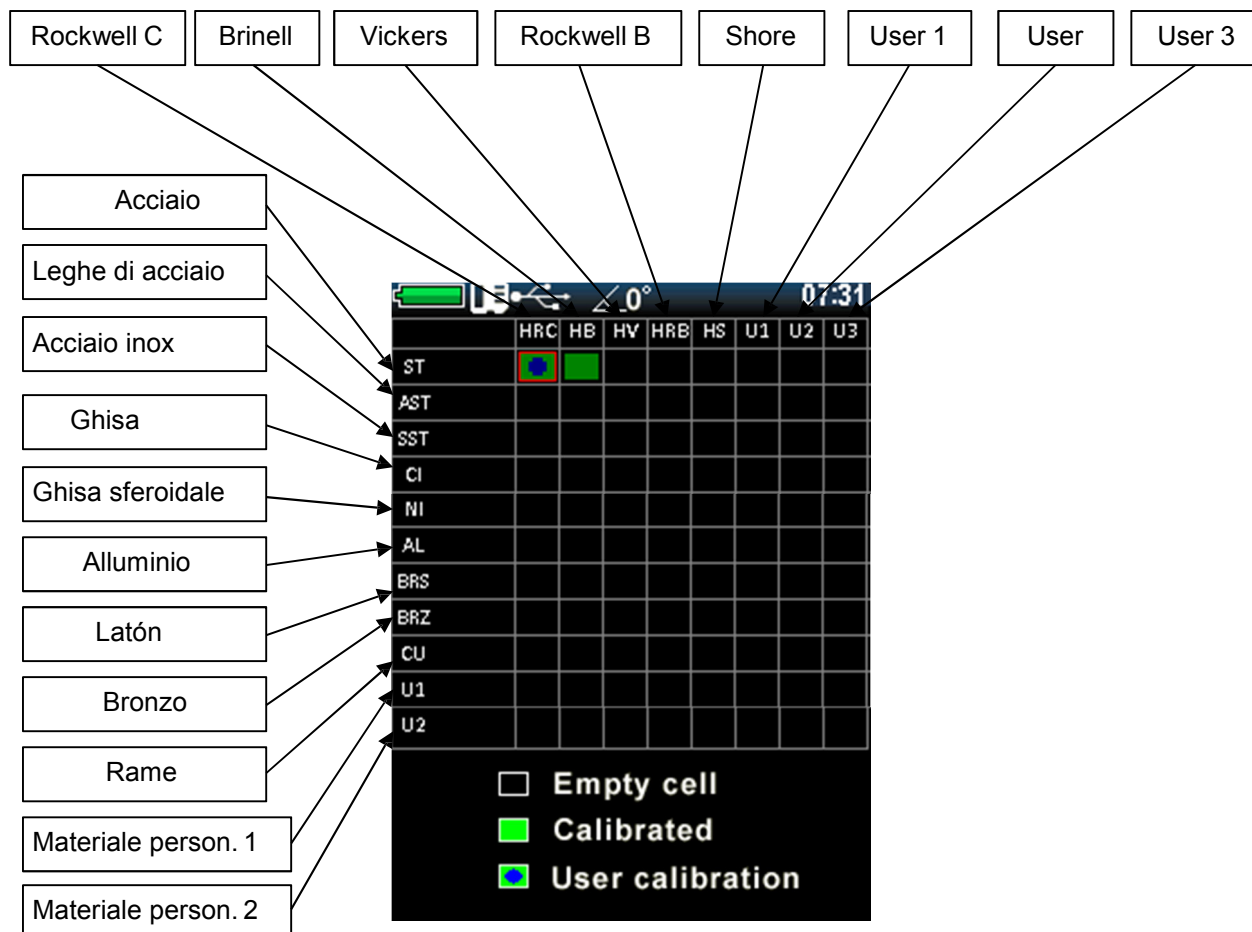 Rockwell C Brinell Vickers Rockwell B Shore User 1 User User 3
Acciaio
Leghe di acciaio
Acciaio inox
Ghisa
Ghisa sferoidale
Alluminio
Latón
Bronzo
Rame
Materiale person. 1
Materiale person. 2
0° 07:31
HRC HB HV HRB HS U1 U2 U3
ST
AST
SST
CI
NI
AL
BRS
BRZ
CU
U1
U2
Empty cell
Calibrated
User calibration